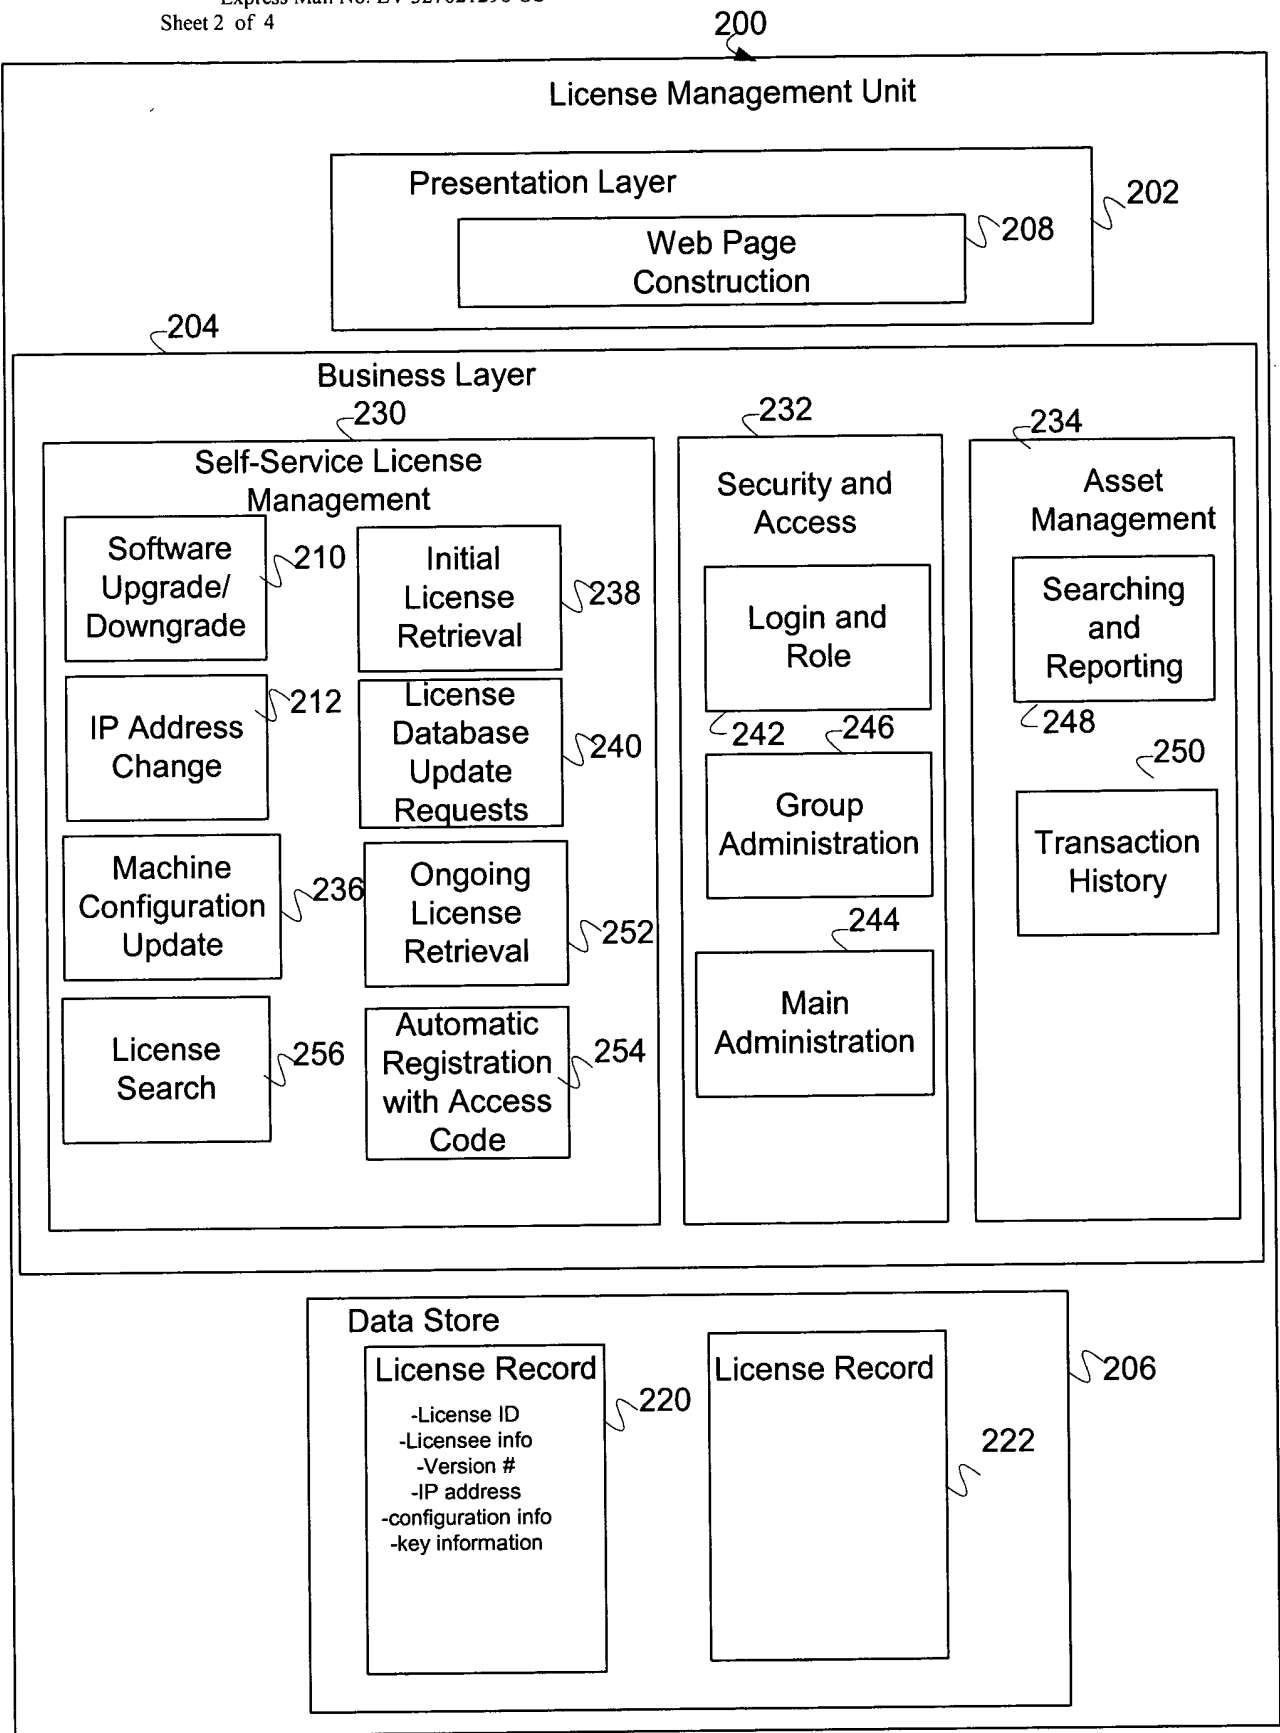 Sheet 2 of 4
200
License Management Unit
Presentation Layer
202
Web Page
Construction
208
204
Business Layer
230
Self-Service License
Management
Software
Upgrade/
Downgrade
210
Initial
License
Retrieval
238
IP Address
Change
212
License
Database
Update
Requests
240
Machine
Configuration
Update
236
Ongoing
License
Retrieval
252
License
Search
256
Automatic
Registration
with Access
Code
254
232
Security and
Access
Login and
Role
242
246
Group
Administration
244
Main
Administration
234
Asset
Management
Searching
and
Reporting
248
250
Transaction
History
Data Store
206
License Record
-License ID
-Licensee info
-Version #
-IP address
-configuration info
-key information
220
License Record
222